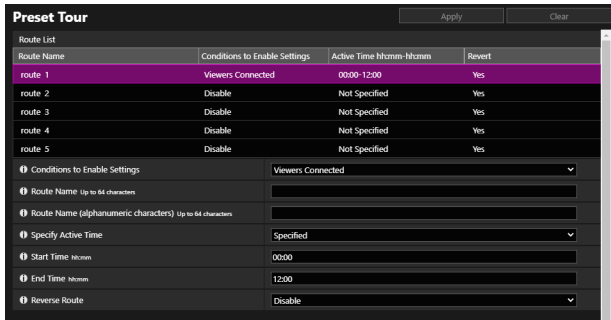 Preset Tour Apply Clear
Route List
Route Name Conditions to Enable Settings Active Time hh:mm-hh:mm Revert
route 1 Viewers Connected 00:00-12:00 Yes
route 2 Disable Not Specified Yes
route 3 Disable Not Specified Yes
route 4 Disable Not Specified Yes
route 5 Disable Not Specified Yes
Conditions to Enable Settings Viewers Connected
Route Name Up to 64 characters
Route Name (alphanumeric characters) Up to 64 characters
Specify Active Time Specified
Start Time hh:mm 00:00
End Time hh:mm 12:00
Reverse Route Disable